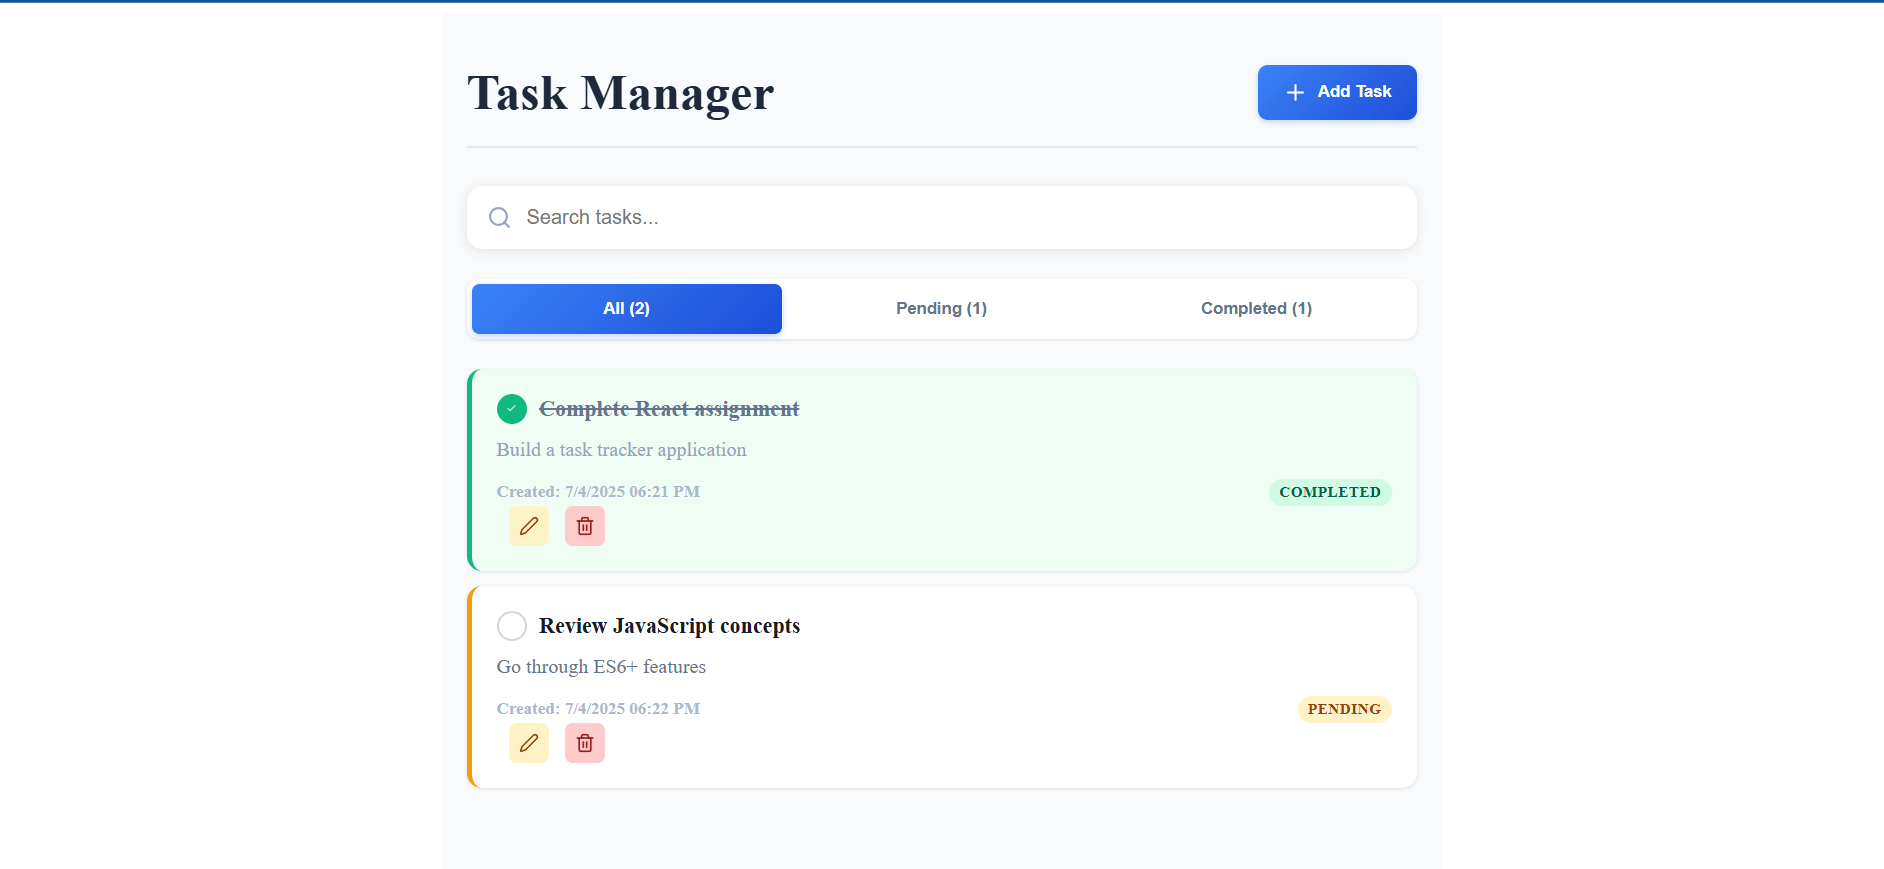 Task Manager
Add Task
Search tasks...
All (2)
Pending (1)
Completed (1)
Complete React assignment
Build a task tracker application
Created: 7/4/2025 06:21 PM
COMPLETED
Review JavaScript concepts
Go through ES6+ features
Created: 7/4/2025 06:22 PM
PENDING